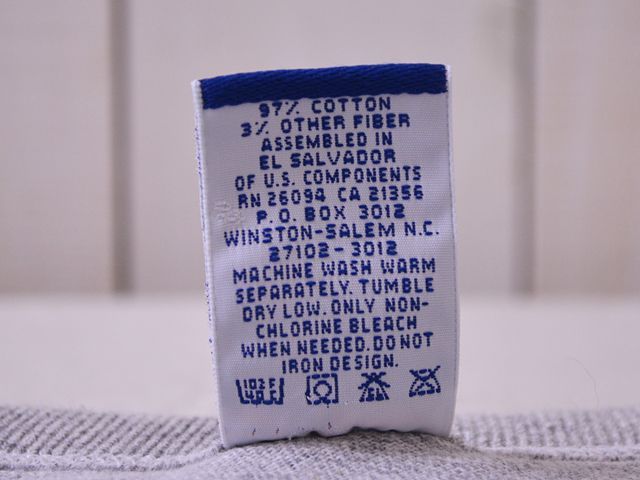 97% COTTON
3% OTHER FIBER
ASSEMBLED IN
EL SALVADOR
OF U.S. COMPONENTS
RN 26094 CA 21356
P.O. BOX 3012
WINSTON-SALEM N.C.
27102-3012
MACHINE WASH WARM
SEPARATELY. TUMBLE
DRY LOW. ONLY NON-
CHLORINE BLEACH
WHEN NEEDED. DO NOT
IRON DESIGN.